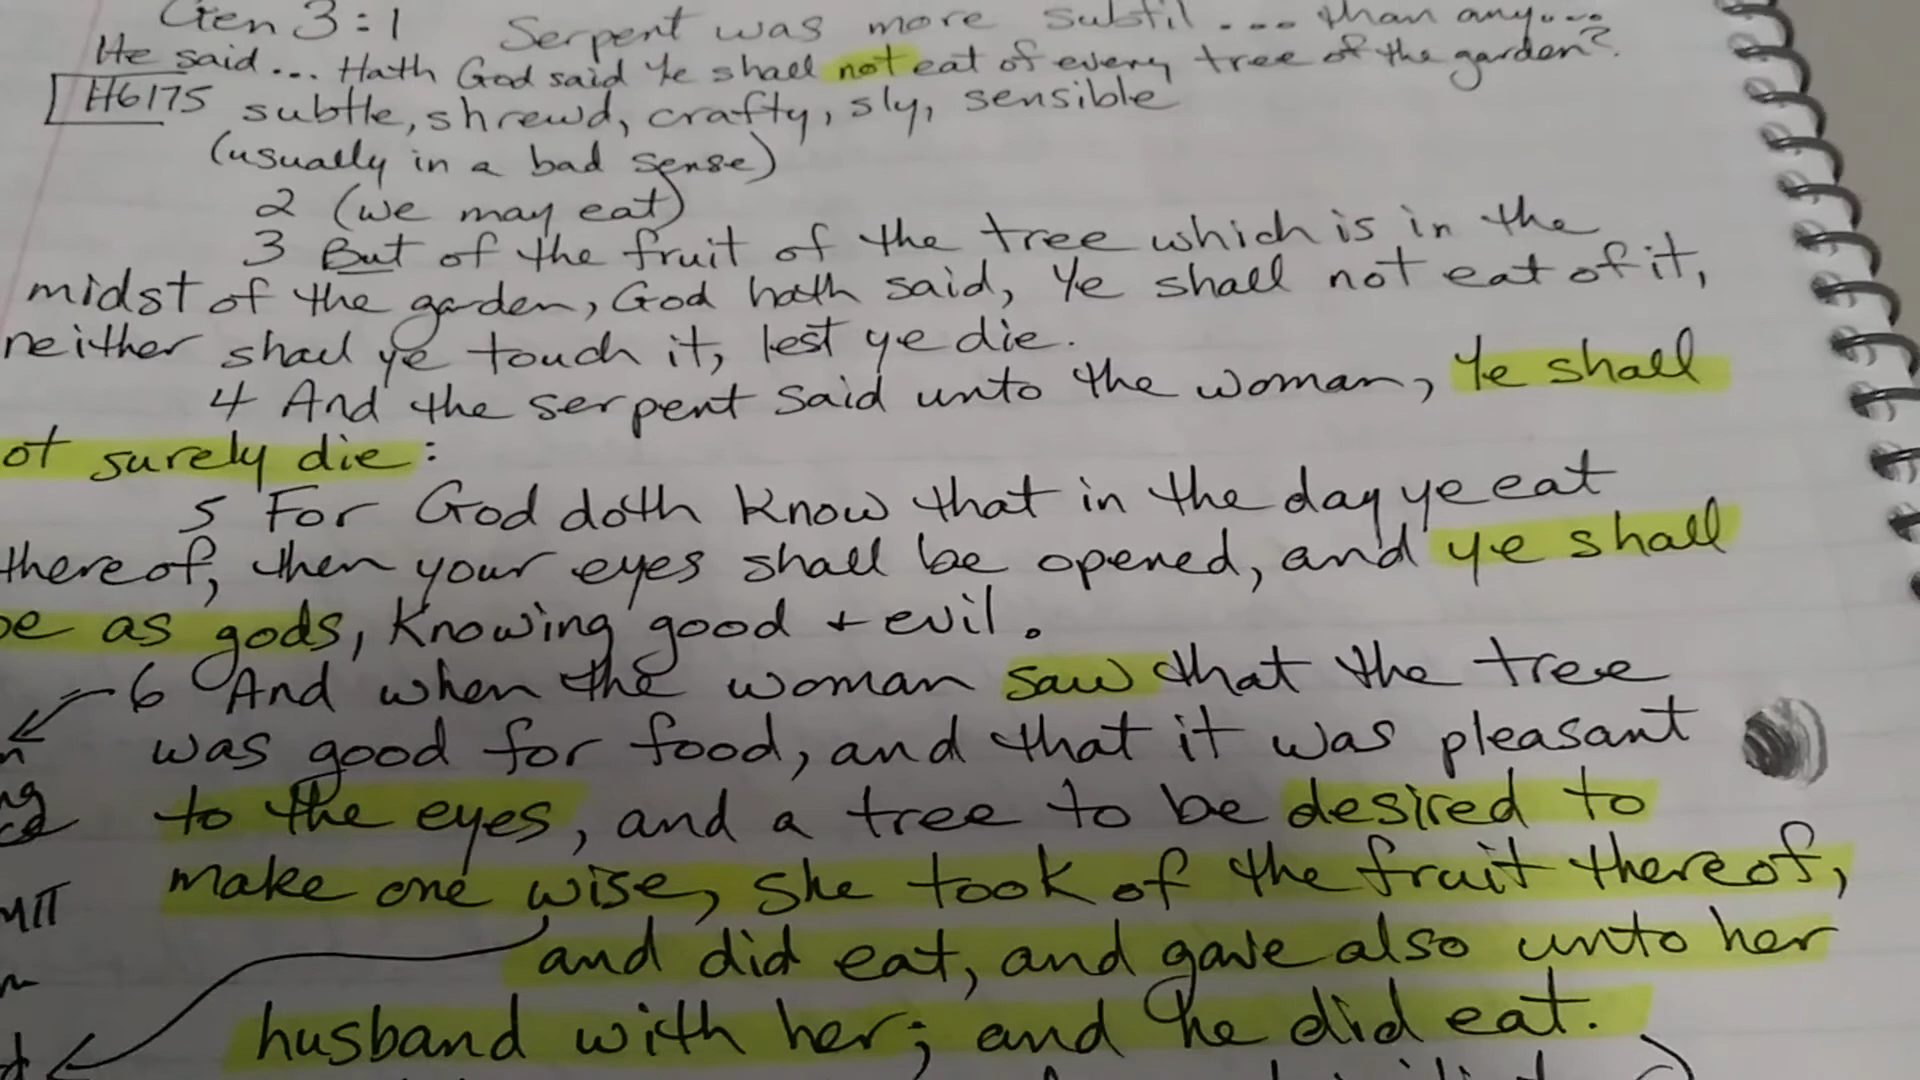 Gen 3:1 Serpent was more subtil ... than any....
He said... Hath God said Ye shall not eat of every tree of the garden?
H6175 subtle, shrewd, crafty, sly, sensible
(usually in a bad sense)
2 (we may eat)
3 But of the fruit of the tree which is in the
midst of the garden, God hath said, Ye shall not eat of it,
neither shall ye touch it, lest ye die.
4 And the serpent said unto the woman, Ye shall
ot surely die:
5 For God doth know that in the day ye eat
thereof, then your eyes shall be opened, and ye shall
be as gods, knowing good + evil.
6 And when the woman saw that the tree
was good for food, and that it was pleasant
to the eyes, and a tree to be desired to
make one wise, she took of the fruit thereof,
and did eat, and gave also unto her
husband with her; and he did eat.